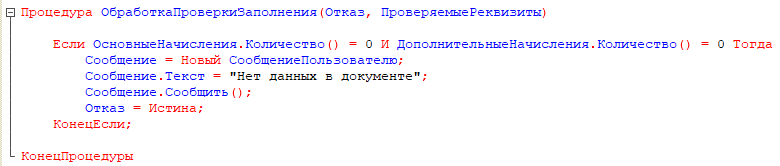 Процедура ОбработкаПроверкиЗаполнения(Отказ, ПроверяемыеРеквизиты)
Если ОсновныеНачисления.Количество() = 0 И ДополнительныеНачисления.Количество() = 0 Тогда
Сообщение = Новый СообщениеПользователю;
Сообщение.Текст = "Нет данных в документе";
Сообщение.Сообщить();
Отказ = Истина;
КонецЕсли;
КонецПроцедуры